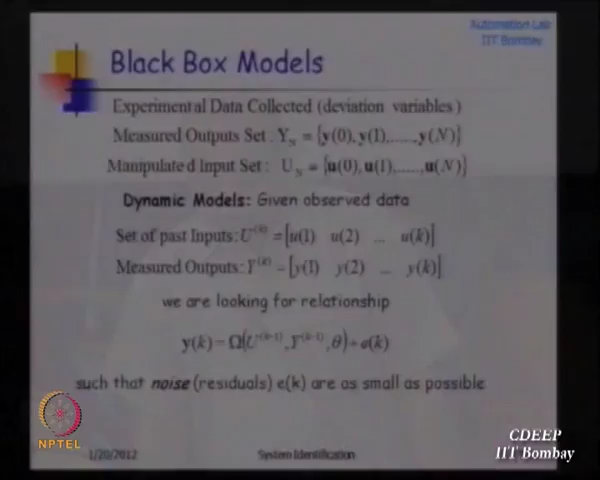 Automation Lab
IIT Bombay
Black Box Models
Experimental Data Collected (deviation variables)
Measured Outputs Set : Y_N = {y(0), y(1),....., y(N)}
Manipulated Input Set : U_N = {u(0), u(1),....., u(N)}
Dynamic Models: Given observed data
Set of past Inputs: U^(k) = [u(1) u(2) ... u(k)]
Measured Outputs: Y^(k) = [y(1) y(2) ... y(k)]
we are looking for relationship
y(k) = Ω(U^(k-1), Y^(k-1), θ) + e(k)
such that noise (residuals) e(k) are as small as possible
NPTEL
1/20/2012
System Identification
CDEEP
IIT Bombay